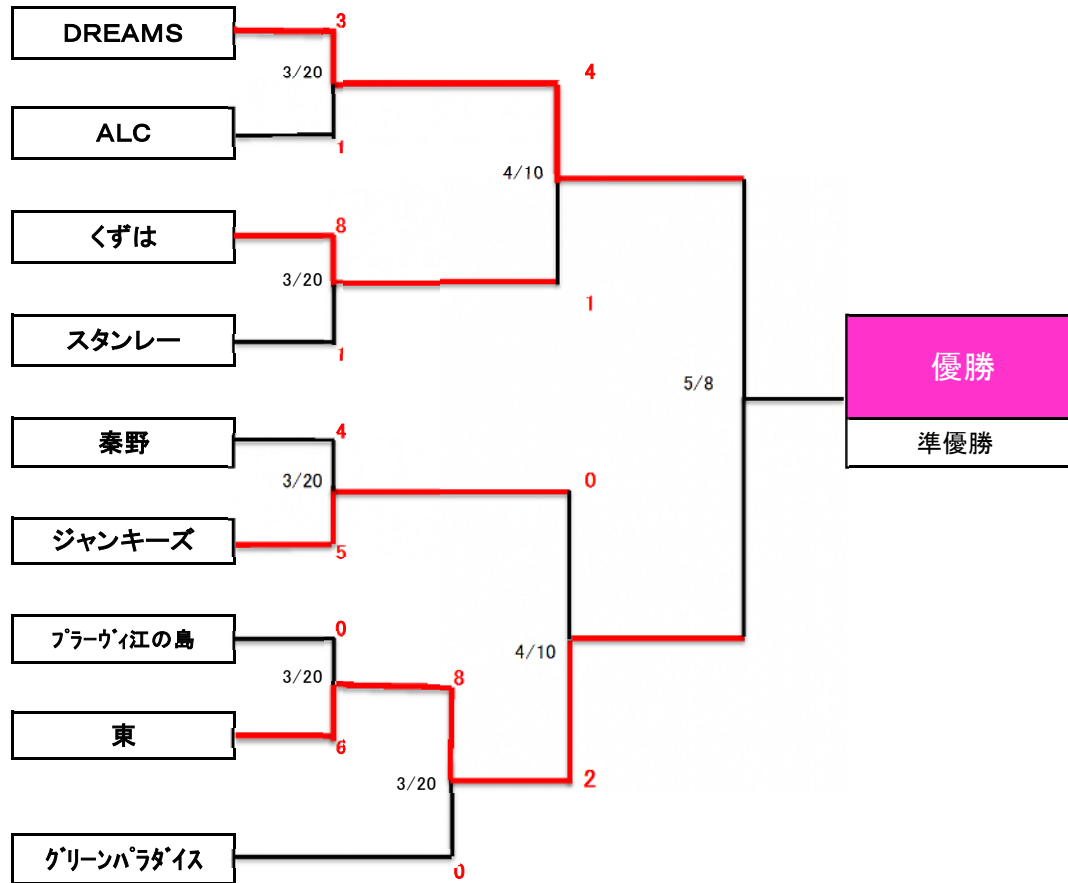 DREAMS
3
3/20
4
ALC
1
4/10
くずは
8
3/20
1
スタンレー
1
優勝
5/8
秦野
4
準優勝
3/20
0
ジャンキーズ
5
ﾌﾟﾗｰｳﾞｨ江の島
0
4/10
3/20
8
東
6
3/20
2
ｸﾞﾘｰﾝﾊﾟﾗﾀﾞｲｽ
0